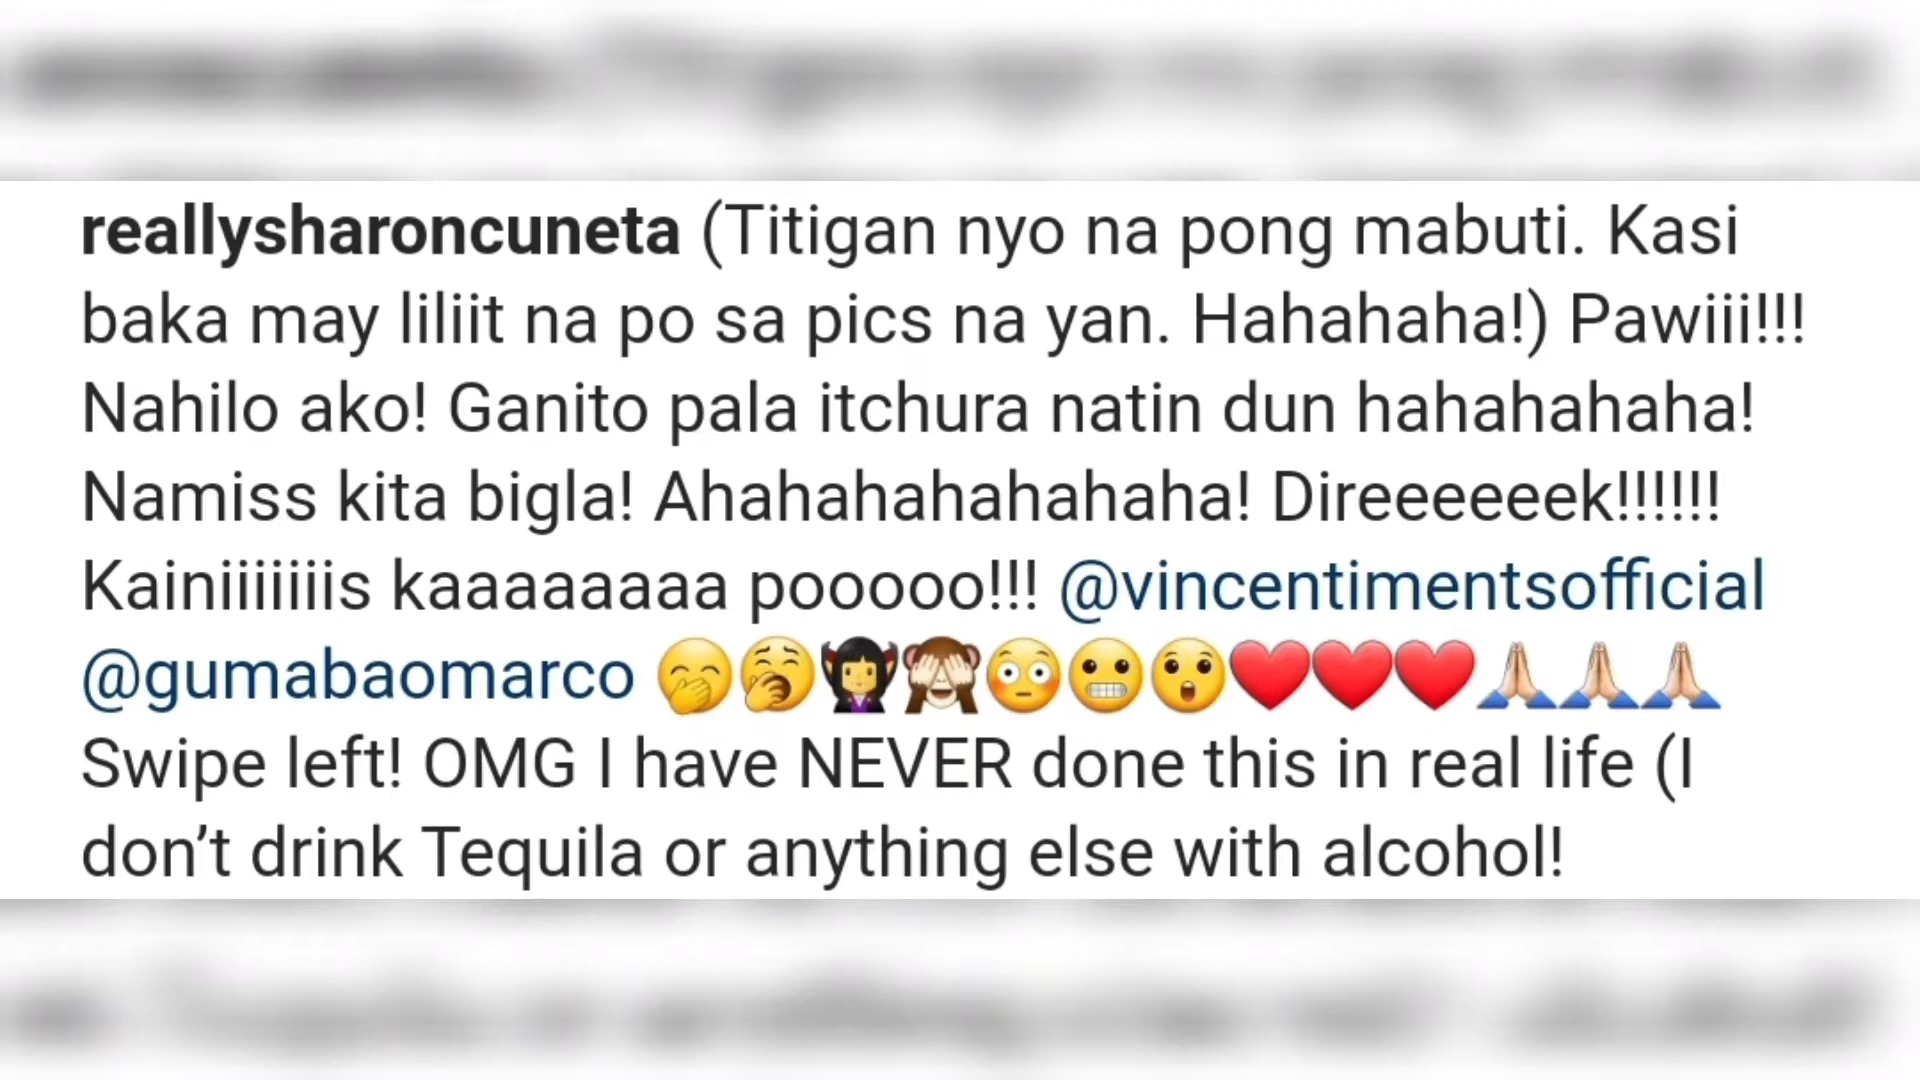 reallysharoncuneta (Titigan nyo na pong mabuti. Kasi
baka may liliit na po sa pics na yan. Hahahaha!) Pawiii!!!
Nahilo ako! Ganito pala itchura natin dun hahahahaha!
Namiss kita bigla! Ahahahahahahaha! Direeeeeek!!!!!!
Kainiiiiiiis kaaaaaaaa pooooo!!! @vincentimentsofficial
@gumabaomarco 🤭🥱🧛🏻‍♀️🙈😳😬😲❤️❤️❤️🙏🏻🙏🏻🙏🏻
Swipe left! OMG I have NEVER done this in real life (I
don’t drink Tequila or anything else with alcohol!